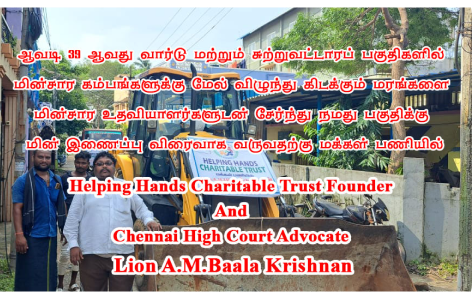 ஆவடி 39 ஆவது வார்டு மற்றும் சுற்றுவட்டாரப் பகுதிகளில்
மின்சார கம்பங்களுக்கு மேல் விழுந்து கிடக்கும் மரங்களை
மின்சார உதவியாளர்களுடன் சேர்ந்து நமது பகுதிக்கு
மின் இணைப்பு விரைவாக வருவதற்கு மக்கள் பணியில்
HELPING HANDS
CHARITABLE TRUST
Helping Hands Charitable Trust Founder
And
Chennai High Court Advocate
Lion A.M.Baala Krishnan